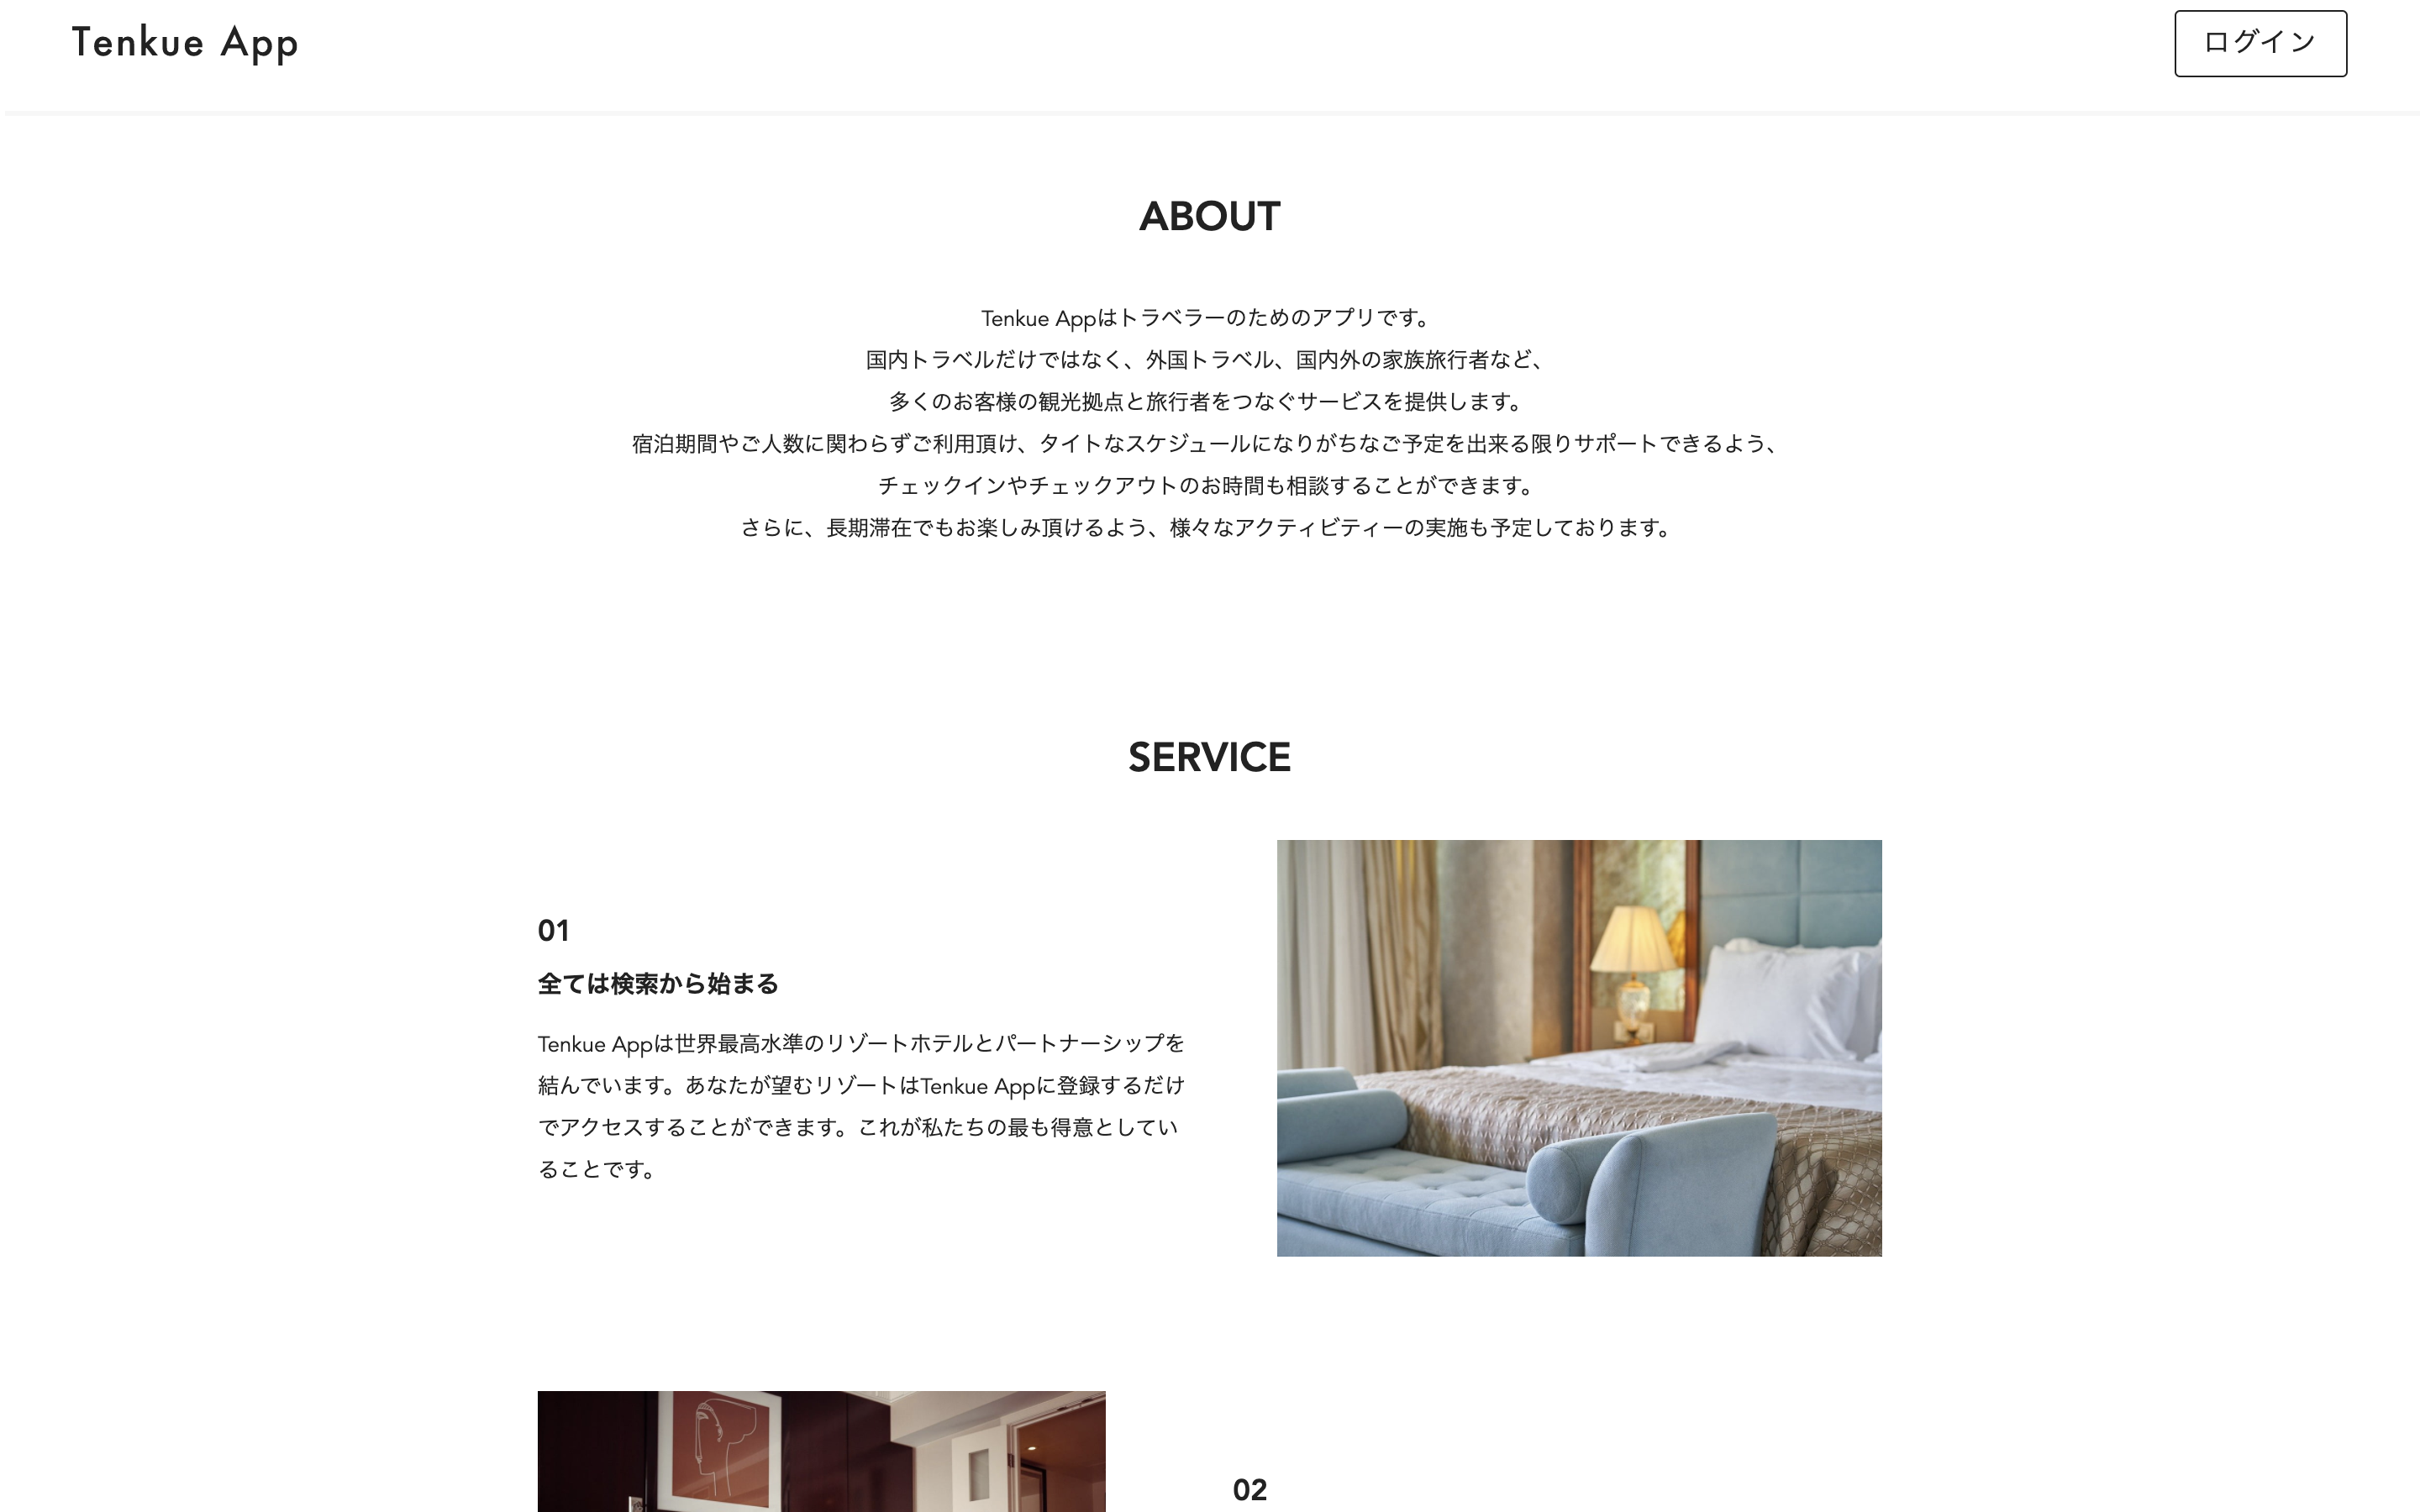 Tenkue App
ログイン
ABOUT
Tenkue Appはトラベラーのためのアプリです。
国内トラベルだけではなく、外国トラベル、国内外の家族旅行者など、
多くのお客様の観光拠点と旅行者をつなぐサービスを提供します。
宿泊期間やご人数に関わらずご利用頂け、タイトなスケジュールになりがちなご予定を出来る限りサポートできるよう、
チェックインやチェックアウトのお時間も相談することができます。
さらに、長期滞在でもお楽しみ頂けるよう、様々なアクティビティーの実施も予定しております。
SERVICE
01
全ては検索から始まる
Tenkue Appは世界最高水準のリゾートホテルとパートナーシップを
結んでいます。あなたが望むリゾートはTenkue Appに登録するだけ
でアクセスすることができます。これが私たちの最も得意としてい
ることです。
02